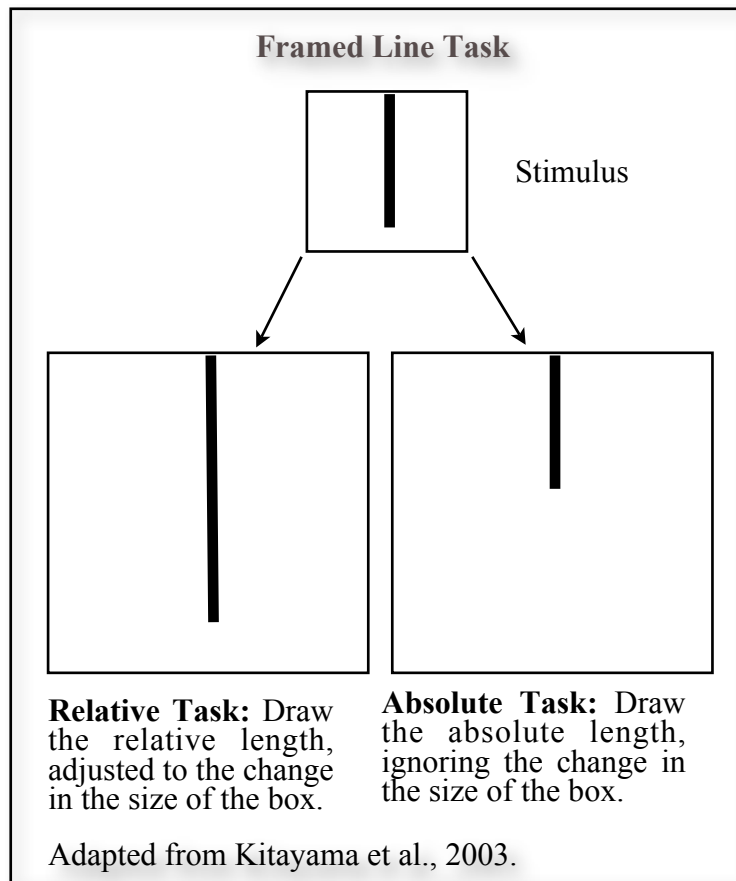 Framed Line Task
Stimulus
Relative Task: Draw
the relative length,
adjusted to the change
in the size of the box.
Absolute Task: Draw
the absolute length,
ignoring the change in
the size of the box.
Adapted from Kitayama et al., 2003.